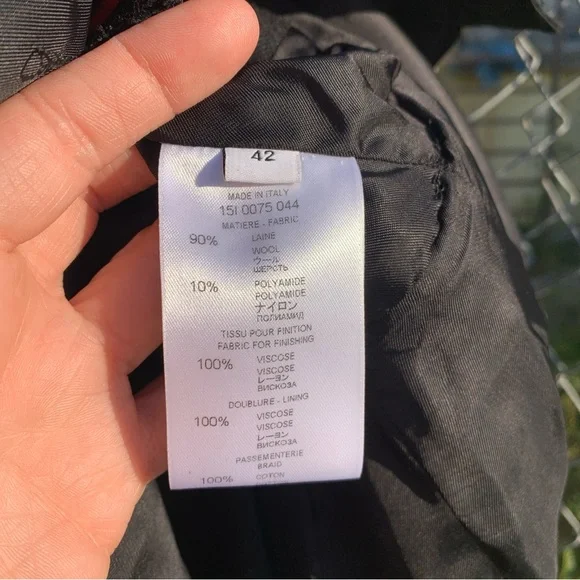 42
MADE IN ITALY
15I 0075 044
MATIERE - FABRIC
90% LAINE
WOOL
ウール
ШЕРСТЬ
10% POLYAMIDE
POLYAMIDE
ナイロン
ПОЛИАМИД
TISSU POUR FINITION
FABRIC FOR FINISHING
100% VISCOSE
VISCOSE
レーヨン
ВИСКОЗА
DOUBLURE - LINING
100% VISCOSE
VISCOSE
レーヨン
ВИСКОЗА
PASSEMENTERIE
BRAID
100% COTON